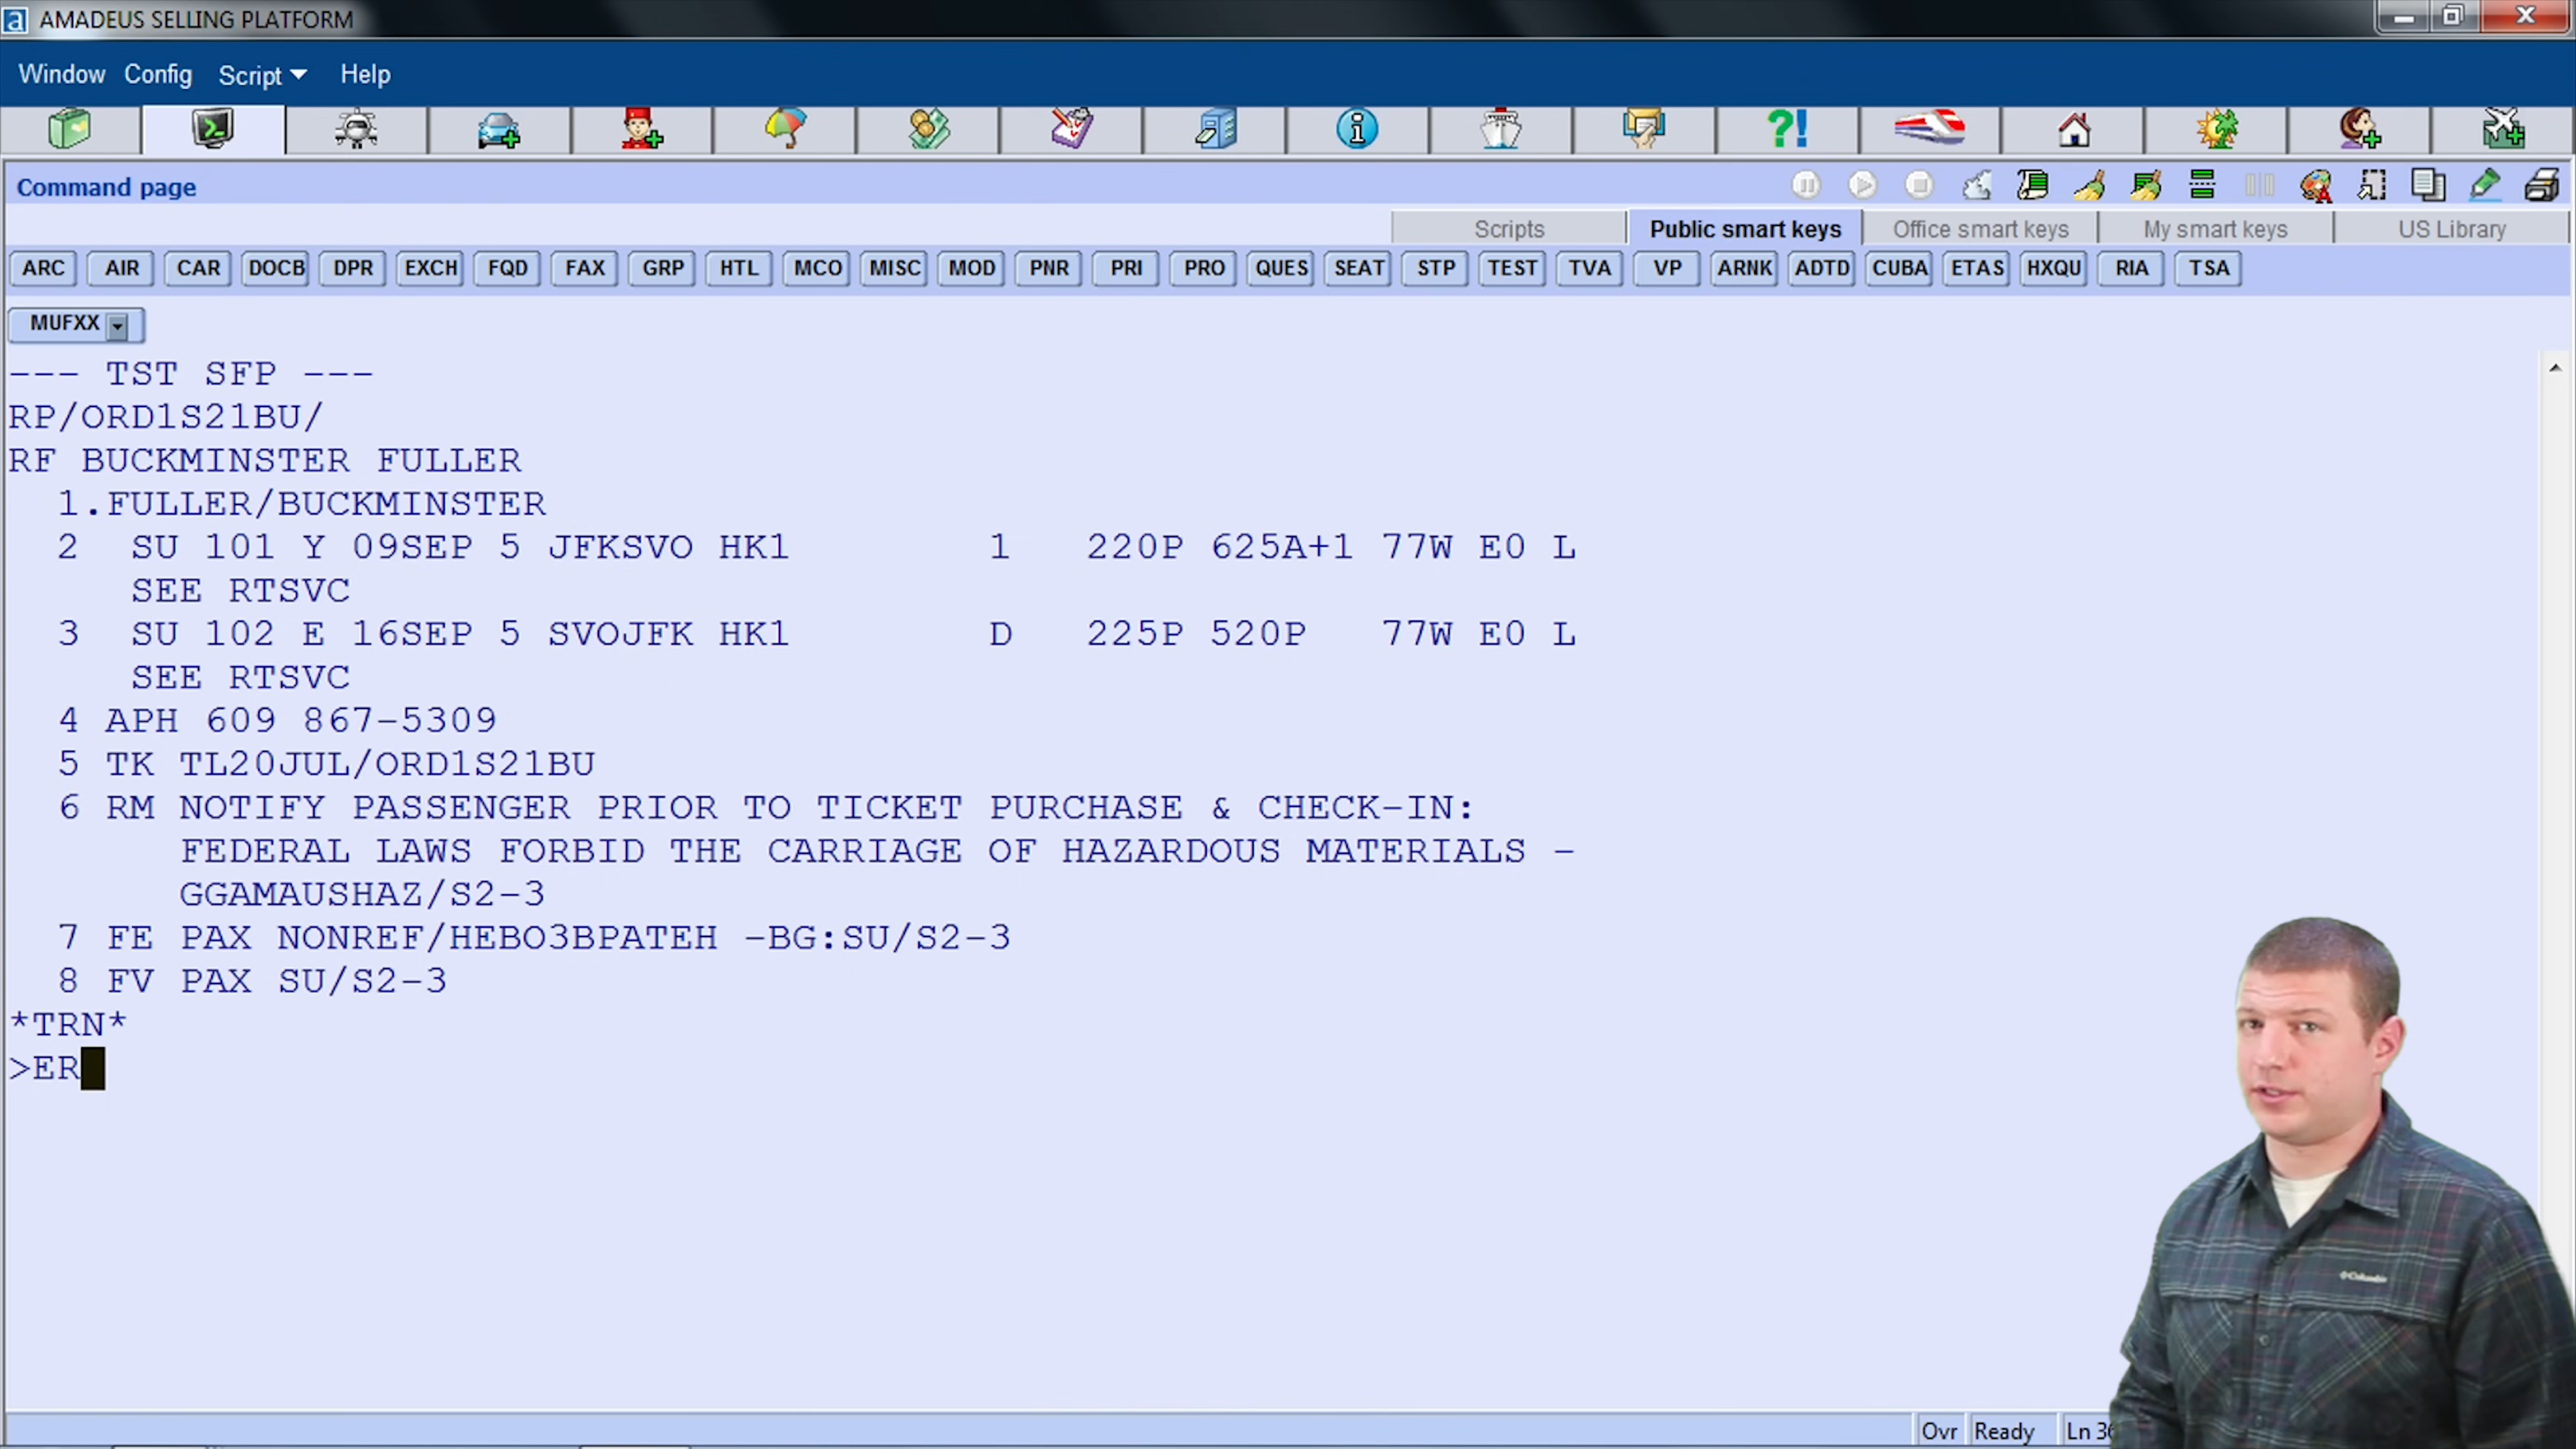 AMADEUS SELLING PLATFORM
Window Config Script Help
Command page
Scripts Public smart keys Office smart keys My smart keys US Library
ARC AIR CAR DOCB DPR EXCH FQD FAX GRP HTL MCO MISC MOD PNR PRI PRO QUES SEAT STP TEST TVA VP ARNK ADTD CUBA ETAS HXQU RIA TSA
MUFXX
--- TST SFP ---
RP/ORD1S21BU/
RF BUCKMINSTER FULLER
1.FULLER/BUCKMINSTER
2 SU 101 Y 09SEP 5 JFKSVO HK1 1 220P 625A+1 77W E0 L
SEE RTSVC
3 SU 102 E 16SEP 5 SVOJFK HK1 D 225P 520P 77W E0 L
SEE RTSVC
4 APH 609 867-5309
5 TK TL20JUL/ORD1S21BU
6 RM NOTIFY PASSENGER PRIOR TO TICKET PURCHASE & CHECK-IN:
FEDERAL LAWS FORBID THE CARRIAGE OF HAZARDOUS MATERIALS -
GGAMAUSHAZ/S2-3
7 FE PAX NONREF/HEBO3BPATEH -BG:SU/S2-3
8 FV PAX SU/S2-3
*TRN*
>ER
Columbia
Ovr Ready Ln